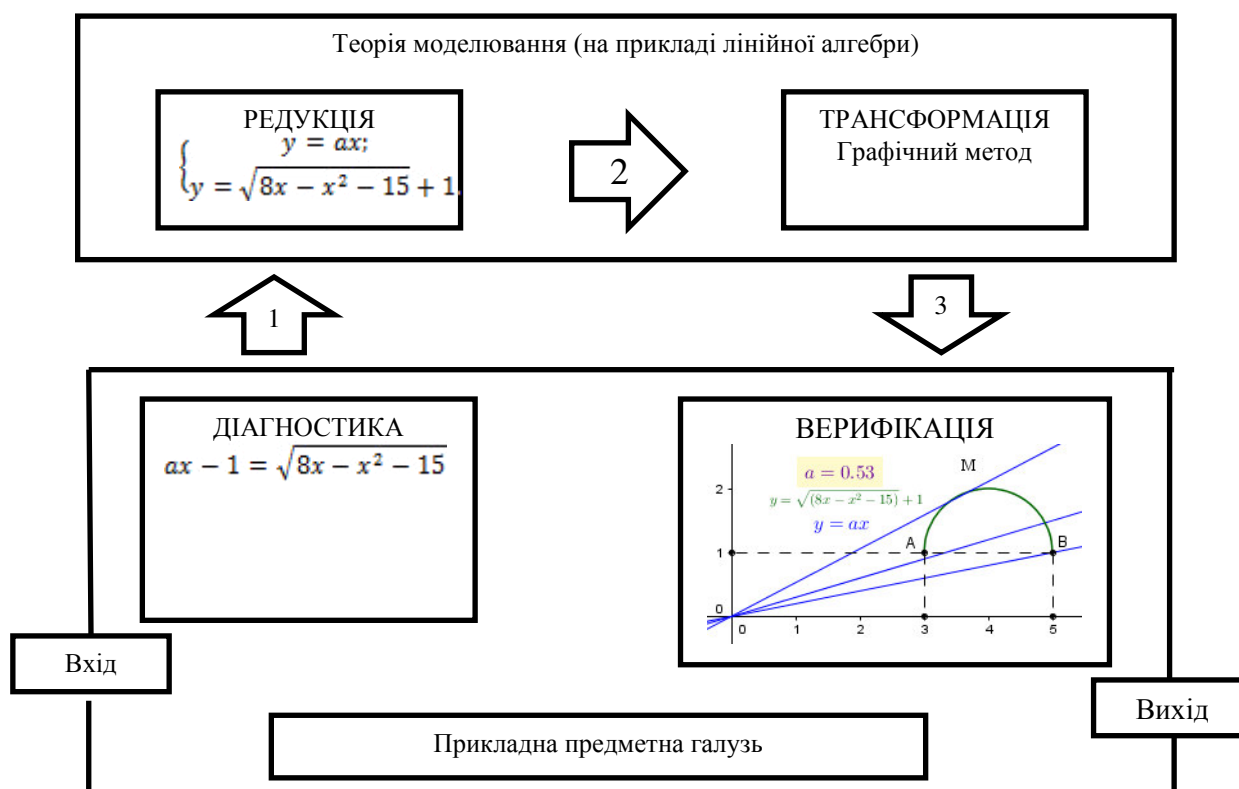 Теорія моделювання (на прикладі лінійної алгебри)
РЕДУКЦІЯ
{ y = ax;
y = √(8x − x² − 15) + 1.
2
ТРАНСФОРМАЦІЯ
Графічний метод
1
3
ДІАГНОСТИКА
ax − 1 = √(8x − x² − 15)
ВЕРИФІКАЦІЯ
M
a = 0.53
y = √(8x − x² − 15) + 1
y = ax
2
A
B
1
0
0 1 2 3 4 5
Вхід
Вихід
Прикладна предметна галузь